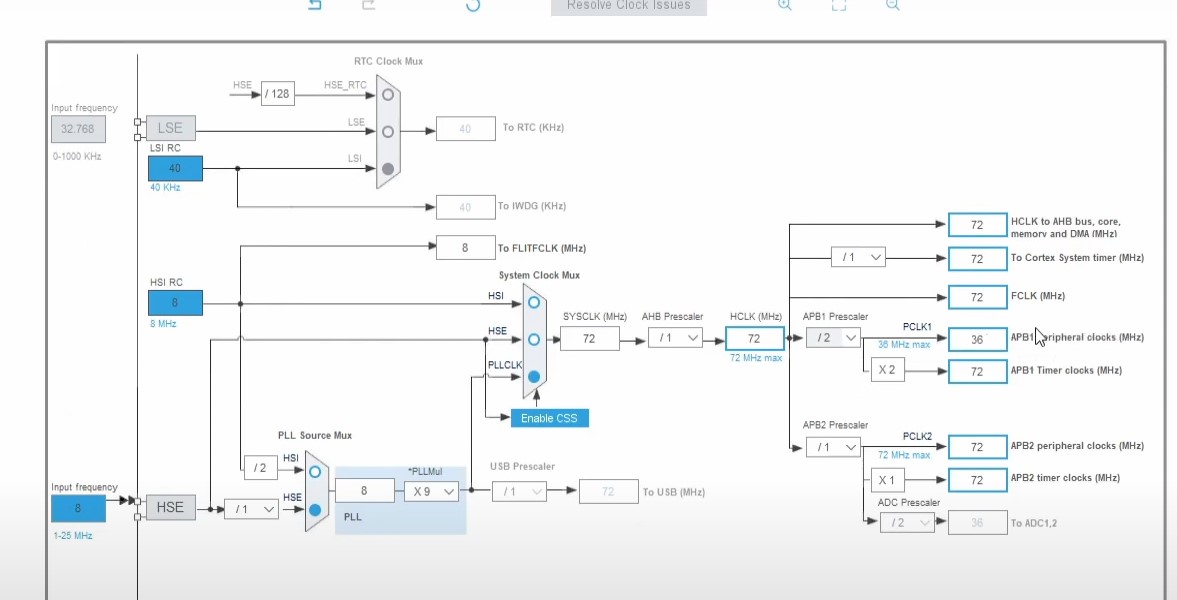 Resolve Clock Issues
RTC Clock Mux
HSE
/ 128
HSE_RTC
Input frequency
32.768
0-1000 KHz
LSE
LSE
40
To RTC (KHz)
LSI RC
40
40 KHz
LSI
40
To IWDG (KHz)
8
To FLITFCLK (MHz)
HSI RC
8
8 MHz
System Clock Mux
HSI
HSE
PLLCLK
SYSCLK (MHz)
72
AHB Prescaler
/ 1
HCLK (MHz)
72
72 MHz max
Enable CSS
72
HCLK to AHB bus, core,
memory and DMA (MHz)
/ 1
72
To Cortex System timer (MHz)
72
FCLK (MHz)
APB1 Prescaler
/ 2
PCLK1
36 MHz max
36
APB1 peripheral clocks (MHz)
X 2
72
APB1 Timer clocks (MHz)
APB2 Prescaler
/ 1
PCLK2
72 MHz max
72
APB2 peripheral clocks (MHz)
X 1
72
APB2 timer clocks (MHz)
ADC Prescaler
/ 2
36
To ADC1,2
PLL Source Mux
HSI
/ 2
HSE
/ 1
Input frequency
8
1-25 MHz
HSE
8
*PLLMul
X 9
PLL
USB Prescaler
/ 1
72
To USB (MHz)